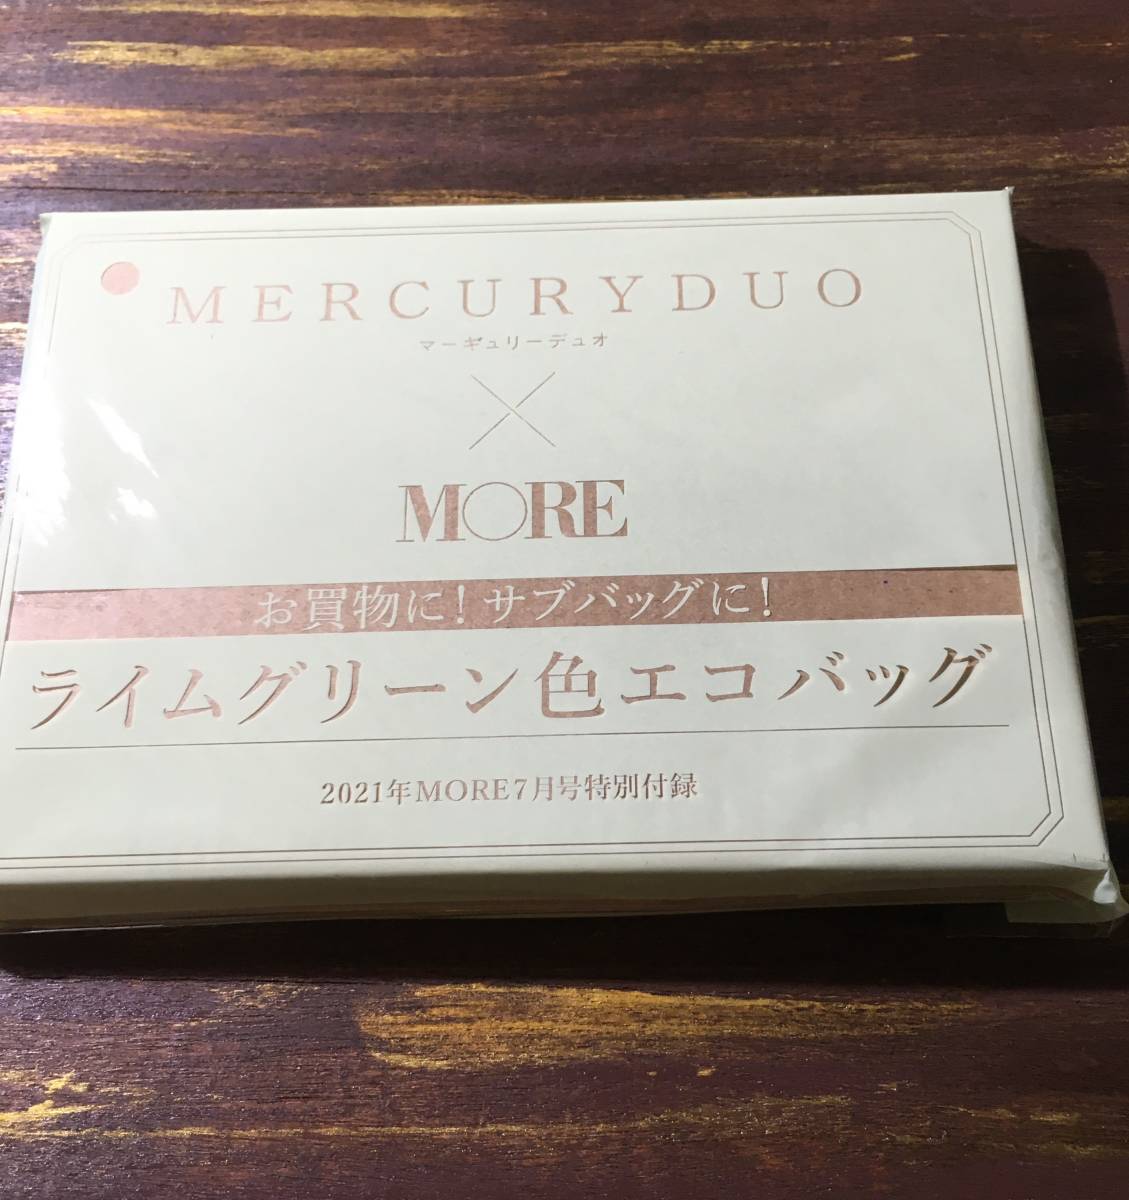 MERCURYDUO
マーキュリーデュオ
×
MORE
お買物に!サブバッグに!
ライムグリーン色エコバッグ
2021年MORE7月号特別付録